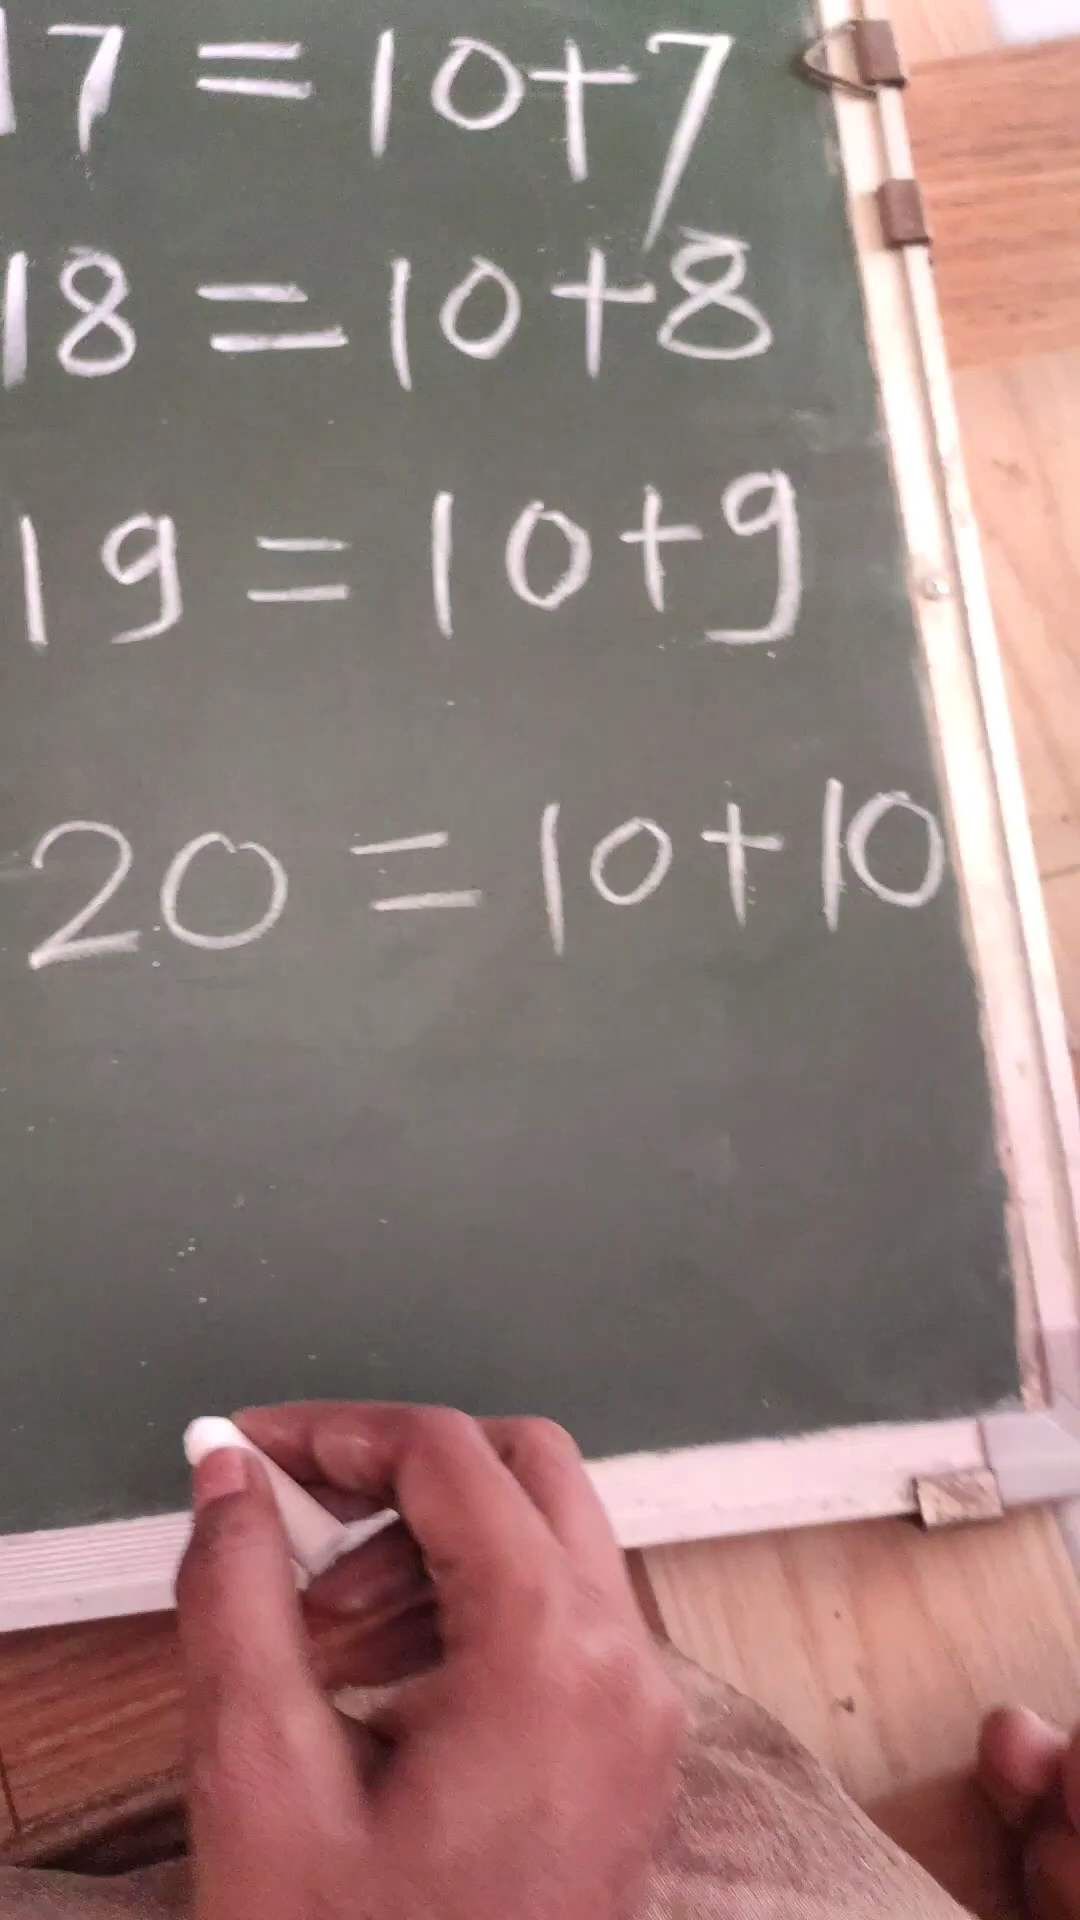 17 = 10+7
18 = 10+8
19 = 10+9
20 = 10+10